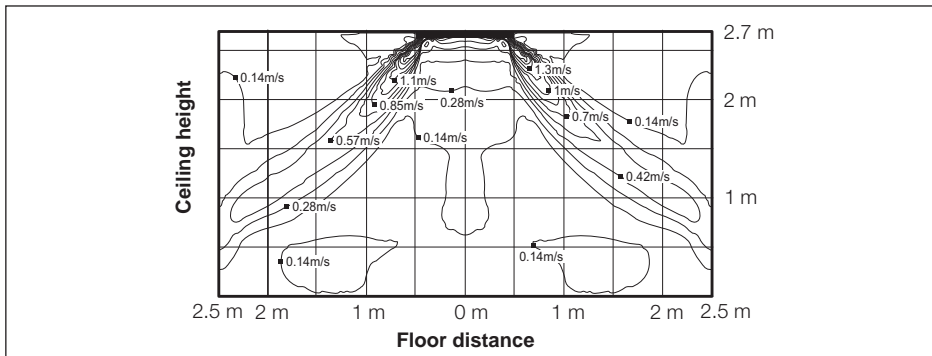 2.7 m
0.14m/s
1.3m/s
1.1m/s
1m/s
2 m
0.85m/s
0.28m/s
0.7m/s
0.14m/s
0.57m/s
0.14m/s
Ceiling height
0.42m/s
1 m
0.28m/s
0.14m/s
0.14m/s
2.5 m 2 m 1 m 0 m 1 m 2 m 2.5 m
Floor distance